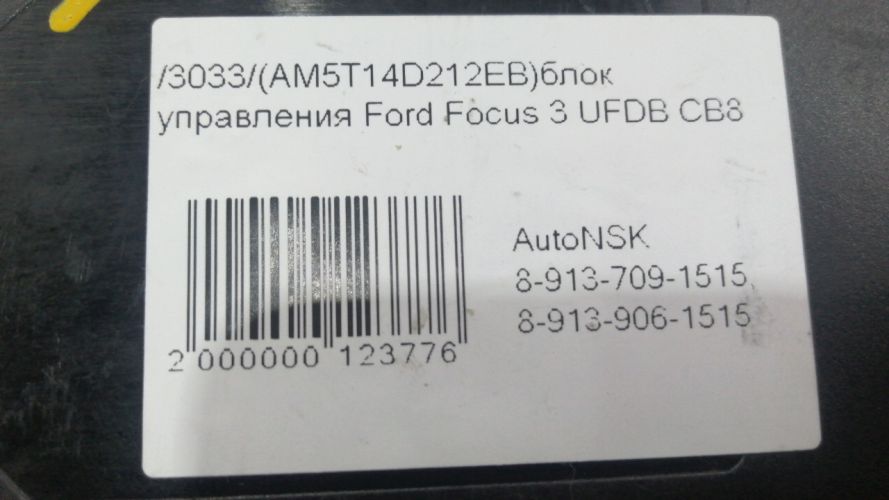 /3033/(AM5T14D212EB)блок
управления Ford Focus 3 UFDB CB8
AutoNSK
8-913-709-1515,
8-913-906-1515
2 000000 123776